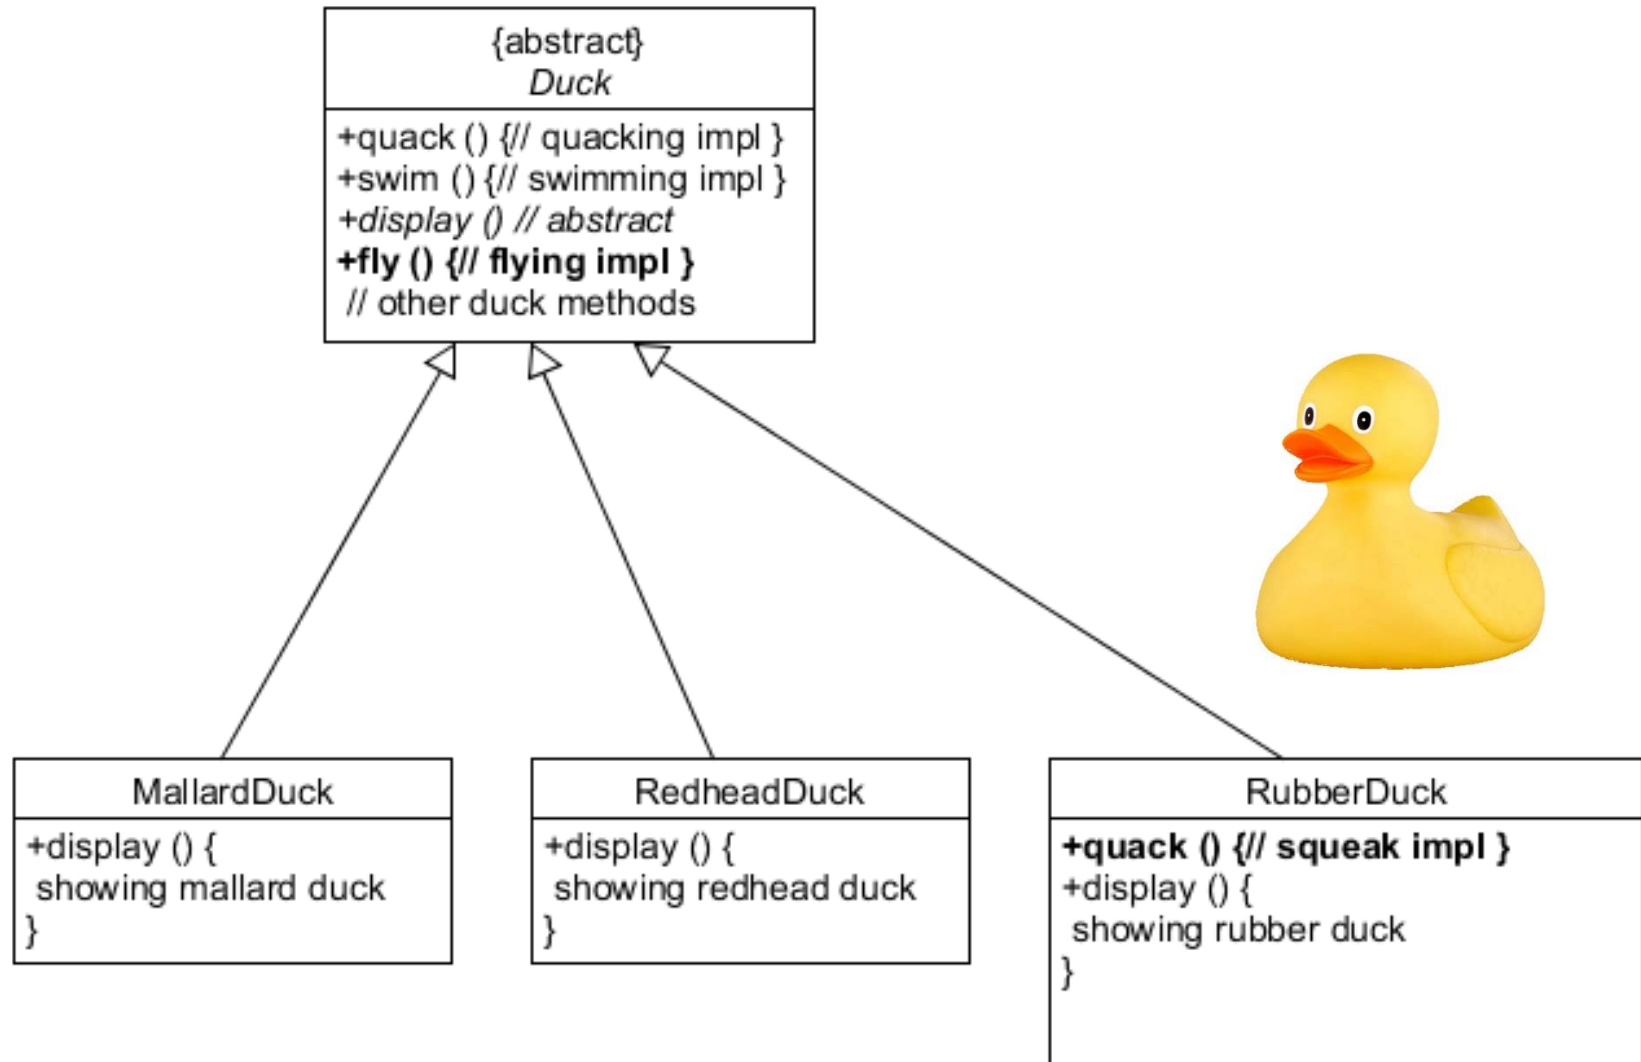 {abstract}
Duck
+quack () {// quacking impl }
+swim () {// swimming impl }
+display () // abstract
+fly () {// flying impl }
// other duck methods
MallardDuck
+display () {
showing mallard duck
}
RedheadDuck
+display () {
showing redhead duck
}
RubberDuck
+quack () {// squeak impl }
+display () {
showing rubber duck
}